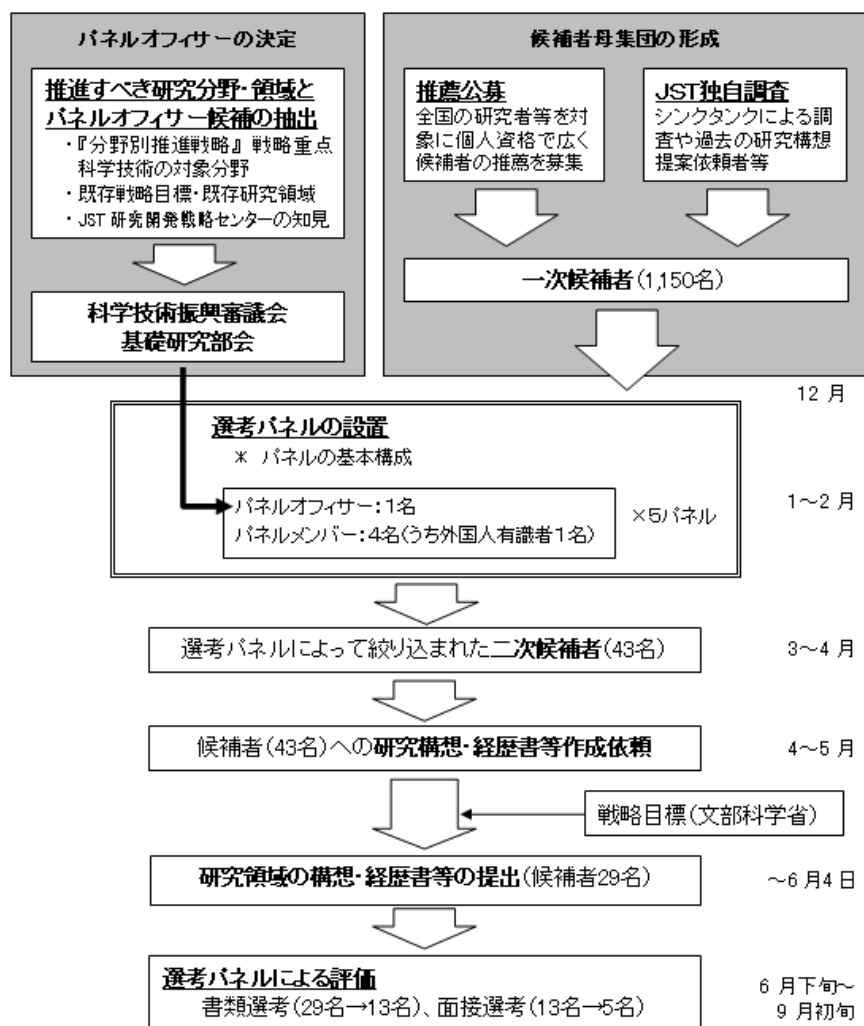 パネルオフィサーの決定
推進すべき研究分野・領域と
パネルオフィサー候補の抽出
・『分野別推進戦略』戦略重点
科学技術の対象分野
・既存戦略目標・既存研究領域
・JST 研究開発戦略センターの知見
科学技術振興審議会
基礎研究部会
候補者母集団の形成
推薦公募
全国の研究者等を対
象に個人資格で広く
候補者の推薦を募集
JST独自調査
シンクタンクによる調
査や過去の研究構想
提案依頼者等
一次候補者(1,150名)
12 月
選考パネルの設置
* パネルの基本構成
パネルオフィサー:1名
パネルメンバー:4名(うち外国人有識者1名)
×5パネル
1～2 月
選考パネルによって絞り込まれた二次候補者(43名)
3～4 月
候補者(43名)への研究構想・経歴書等作成依頼
4～5 月
戦略目標(文部科学省)
研究領域の構想・経歴書等の提出(候補者29名)
～6 月4 日
選考パネルによる評価
書類選考(29名→13名)、面接選考(13名→5名)
6 月下旬～
9 月初旬